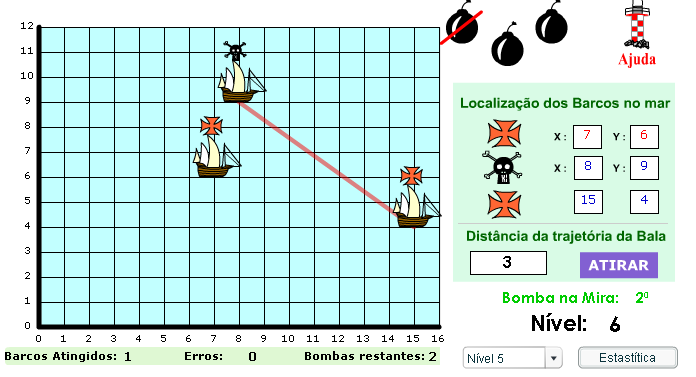 12
11
10
9
8
7
6
5
4
3
2
1
0
0 1 2 3 4 5 6 7 8 9 10 11 12 13 14 15 16
Barcos Atingidos: 1 Erros: 0 Bombas restantes: 2
Ajuda
Localização dos Barcos no mar
X : 7 Y : 6
X : 8 Y : 9
15 4
Distância da trajetória da Bala
3 ATIRAR
Bomba na Mira: 2ª
Nível: 6
Nível 5 Estastítica